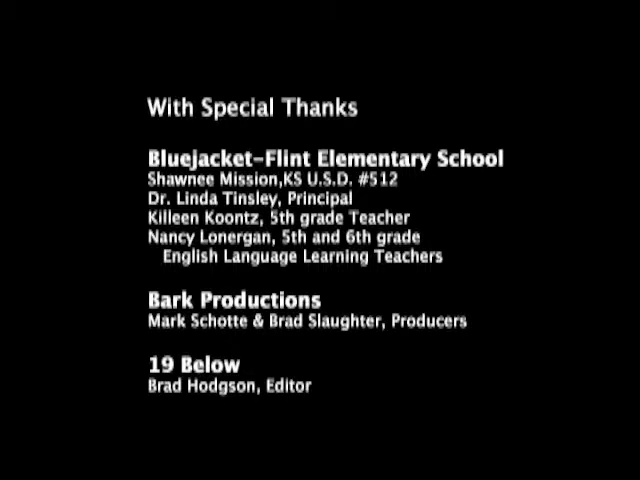 With Special Thanks
Bluejacket-Flint Elementary School
Shawnee Mission,KS U.S.D. #512
Dr. Linda Tinsley, Principal
Killeen Koontz, 5th grade Teacher
Nancy Lonergan, 5th and 6th grade
English Language Learning Teachers
Bark Productions
Mark Schotte & Brad Slaughter, Producers
19 Below
Brad Hodgson, Editor